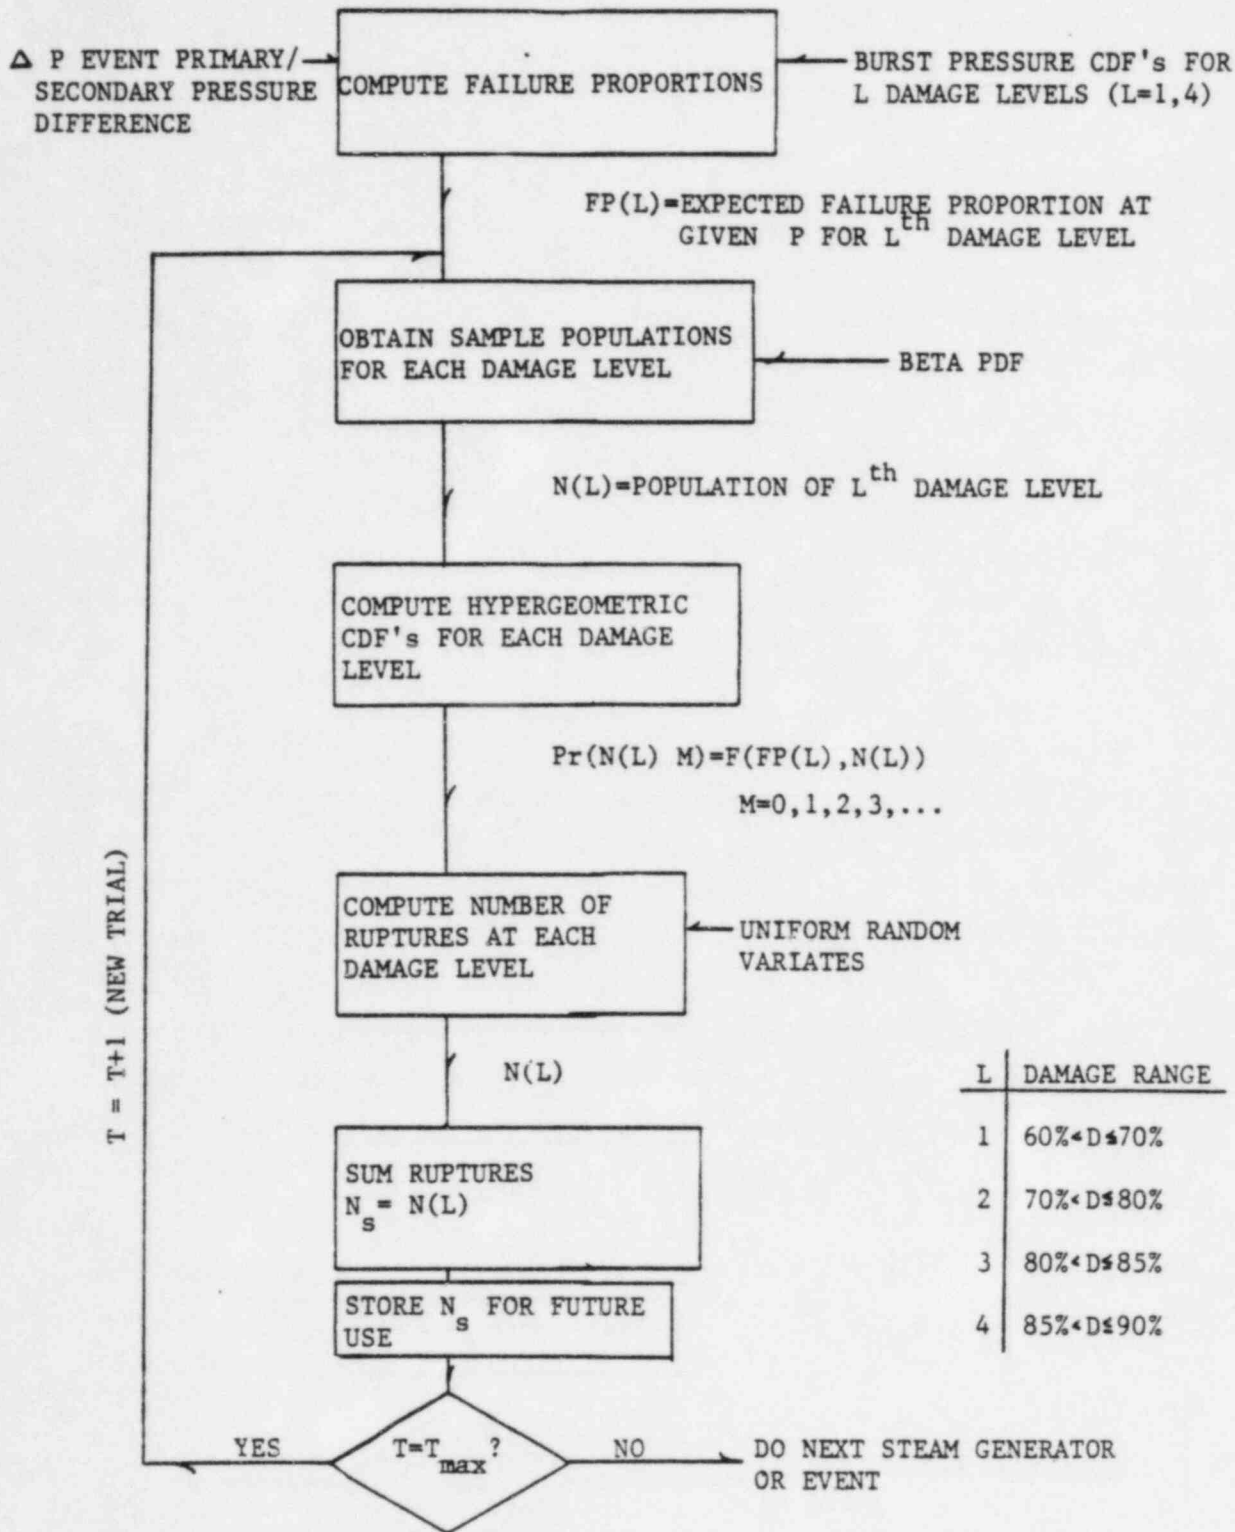 Δ P EVENT PRIMARY/
SECONDARY PRESSURE
DIFFERENCE
COMPUTE FAILURE PROPORTIONS
BURST PRESSURE CDF's FOR
L DAMAGE LEVELS (L=1,4)
FP(L)=EXPECTED FAILURE PROPORTION AT
GIVEN P FOR L^th DAMAGE LEVEL
OBTAIN SAMPLE POPULATIONS
FOR EACH DAMAGE LEVEL
BETA PDF
N(L)=POPULATION OF L^th DAMAGE LEVEL
COMPUTE HYPERGEOMETRIC
CDF's FOR EACH DAMAGE
LEVEL
Pr(N(L) M)=F(FP(L),N(L))
M=0,1,2,3,...
T = T+1 (NEW TRIAL)
COMPUTE NUMBER OF
RUPTURES AT EACH
DAMAGE LEVEL
UNIFORM RANDOM
VARIATES
N(L)
SUM RUPTURES
N_s= N(L)
STORE N_s FOR FUTURE
USE
YES
T=T_max?
NO
DO NEXT STEAM GENERATOR
OR EVENT
L DAMAGE RANGE
1 60%<D≤70%
2 70%<D≤80%
3 80%<D≤85%
4 85%<D≤90%